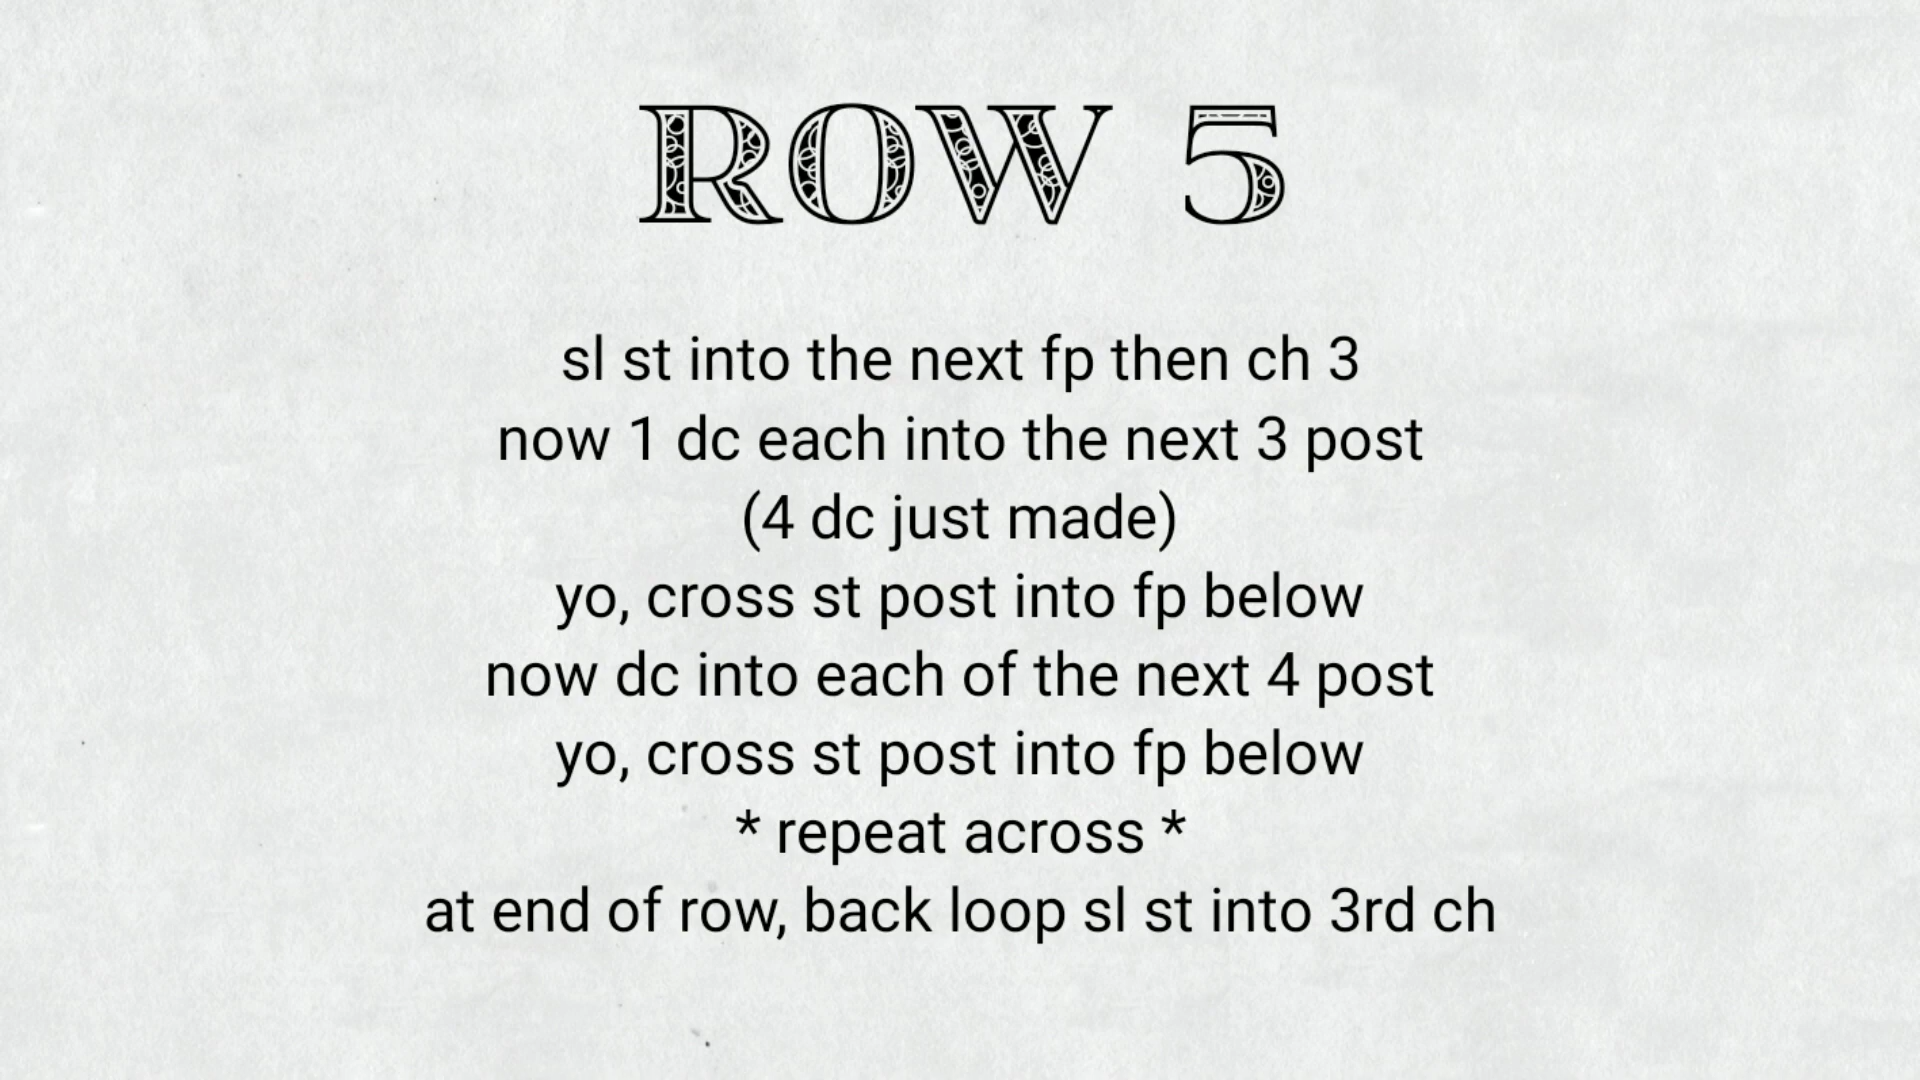 ROW 5
sl st into the next fp then ch 3
now 1 dc each into the next 3 post
(4 dc just made)
yo, cross st post into fp below
now dc into each of the next 4 post
yo, cross st post into fp below
* repeat across *
at end of row, back loop sl st into 3rd ch